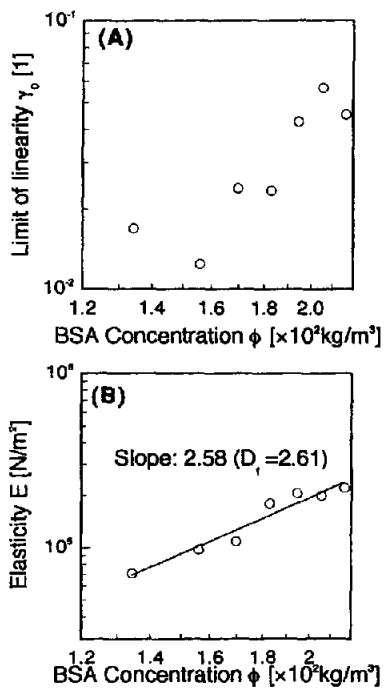 10⁻¹
(A)
Limit of linearity γ₀ [1]
10⁻²
1.2 1.4 1.6 1.8 2.0
BSA Concentration ϕ [×10²kg/m³]
10⁶
(B)
Slope: 2.58 (D_f =2.61)
Elasticity E [N/m²]
10⁵
1.2 1.4 1.6 1.8 2
BSA Concentration ϕ [×10²kg/m³]